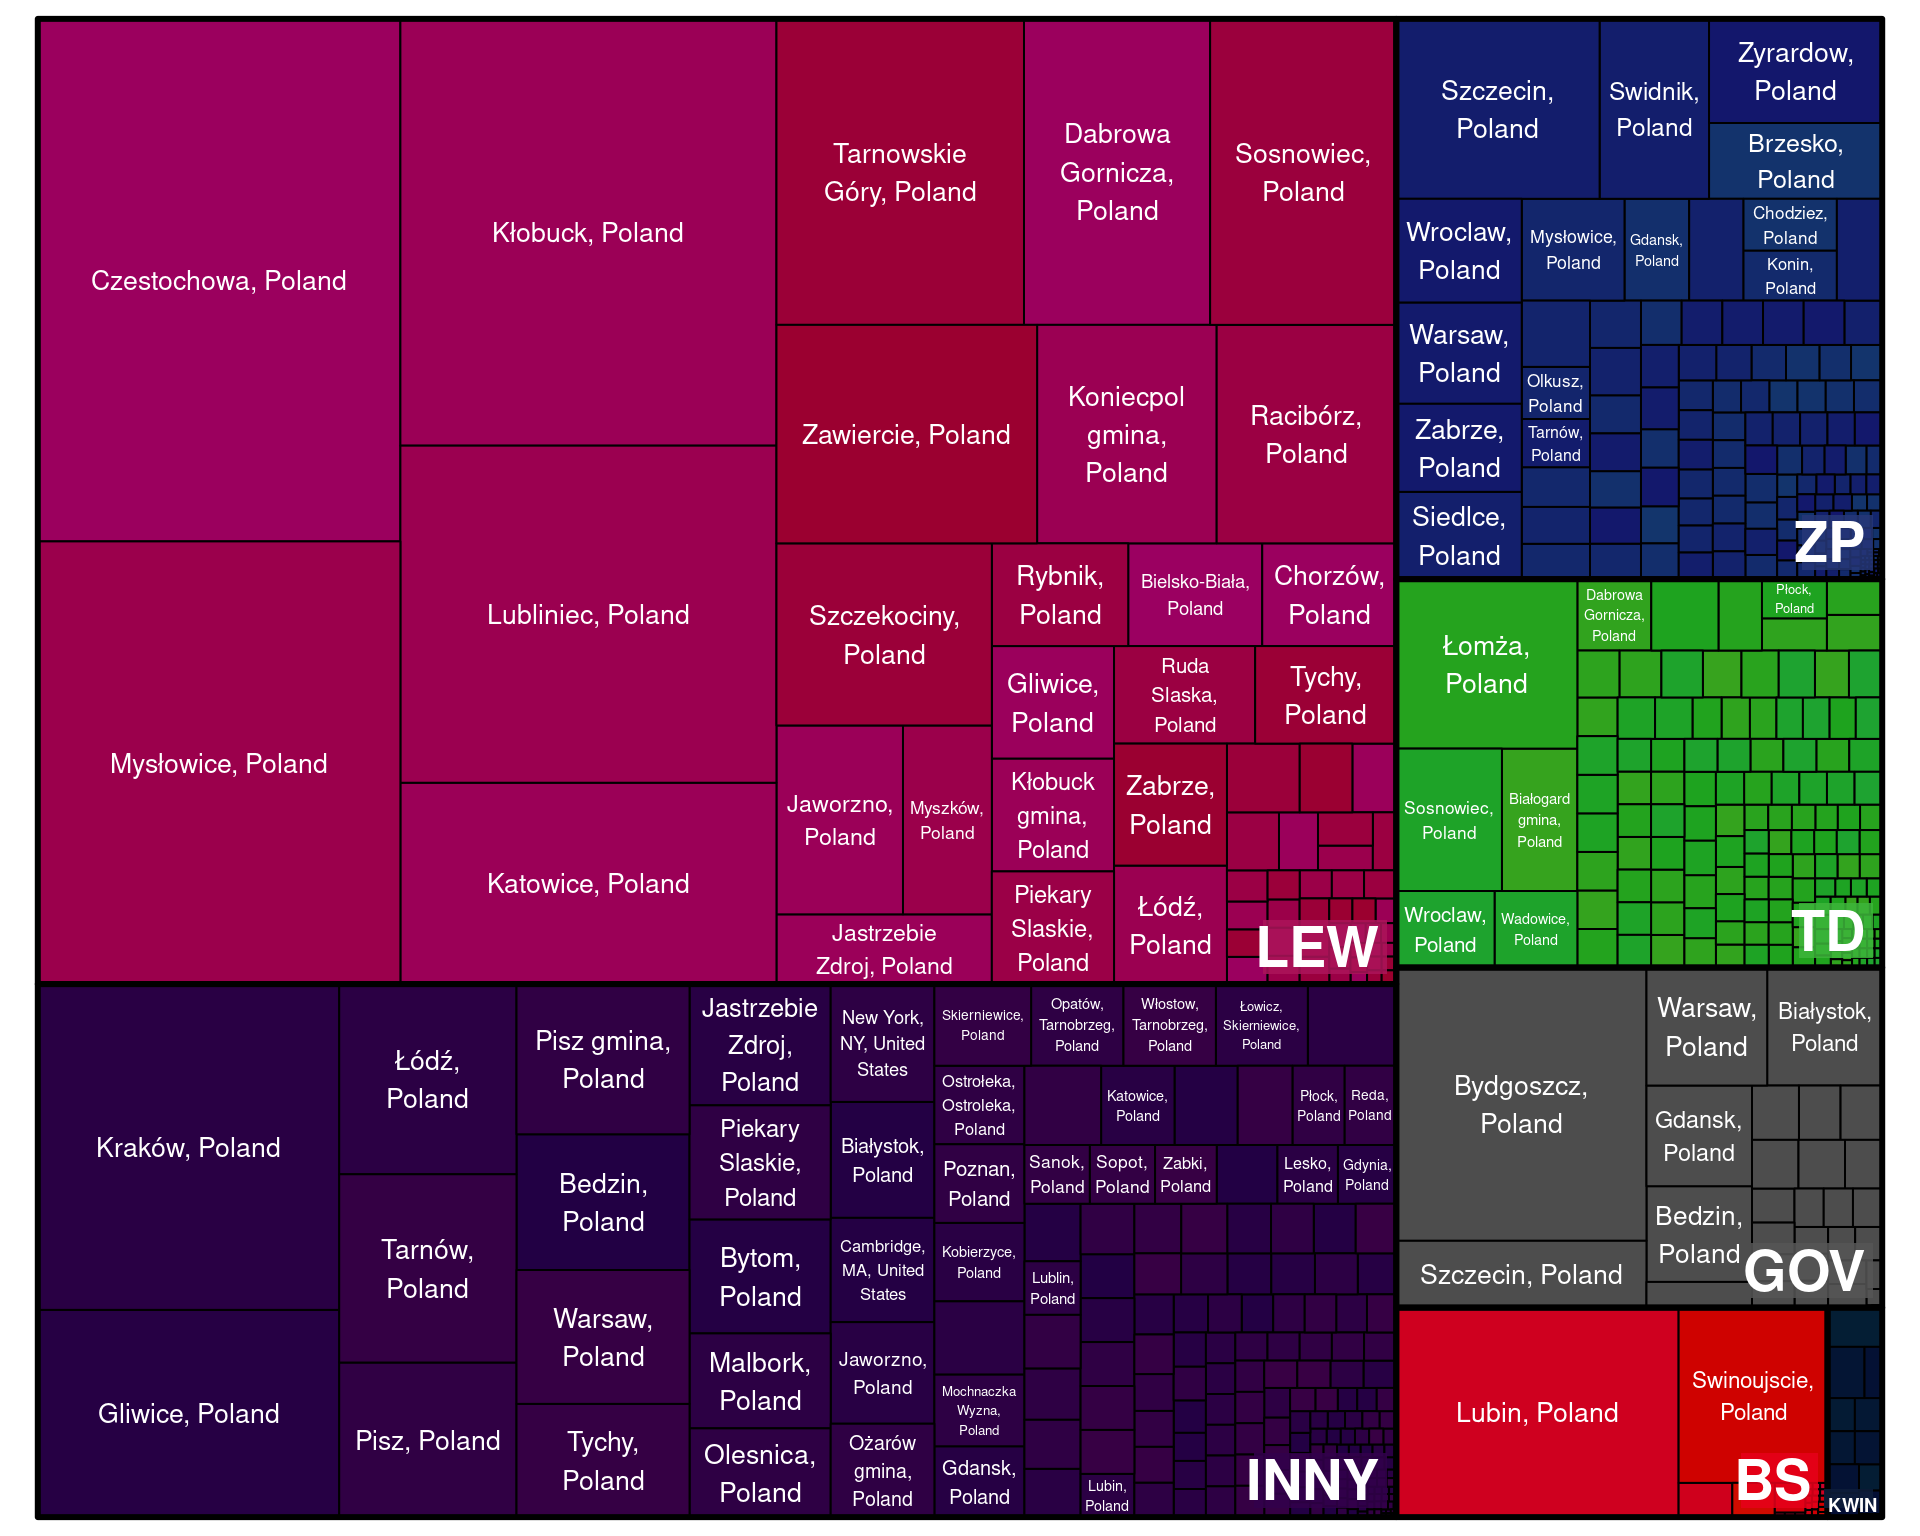 Czestochowa, Poland
Mysłowice, Poland
Kłobuck, Poland
Lubliniec, Poland
Katowice, Poland
Tarnowskie
Góry, Poland
Dabrowa
Gornicza,
Poland
Sosnowiec,
Poland
Zawiercie, Poland
Koniecpol
gmina,
Poland
Racibórz,
Poland
Szczekociny,
Poland
Jaworzno,
Poland
Myszków,
Poland
Jastrzebie
Zdroj, Poland
Rybnik,
Poland
Bielsko-Biała,
Poland
Chorzów,
Poland
Gliwice,
Poland
Ruda
Slaska,
Poland
Tychy,
Poland
Kłobuck
gmina,
Poland
Zabrze,
Poland
Piekary
Slaskie,
Poland
Łódź,
Poland
LEW
Szczecin,
Poland
Swidnik,
Poland
Zyrardow,
Poland
Brzesko,
Poland
Wroclaw,
Poland
Mysłowice,
Poland
Gdansk,
Poland
Chodziez,
Poland
Konin,
Poland
Warsaw,
Poland
Olkusz,
Poland
Zabrze,
Poland
Tarnów,
Poland
Siedlce,
Poland
ZP
Łomża,
Poland
Dabrowa
Gornicza,
Poland
Płock,
Poland
Sosnowiec,
Poland
Białogard
gmina,
Poland
Wroclaw,
Poland
Wadowice,
Poland
TD
Kraków, Poland
Gliwice, Poland
Łódź,
Poland
Tarnów,
Poland
Pisz, Poland
Pisz gmina,
Poland
Bedzin,
Poland
Warsaw,
Poland
Tychy,
Poland
Jastrzebie
Zdroj,
Poland
Piekary
Slaskie,
Poland
Bytom,
Poland
Malbork,
Poland
Olesnica,
Poland
New York,
NY, United
States
Białystok,
Poland
Cambridge,
MA, United
States
Jaworzno,
Poland
Ożarów
gmina,
Poland
Skierniewice,
Poland
Opatów,
Tarnobrzeg,
Poland
Włostow,
Tarnobrzeg,
Poland
Łowicz,
Skierniewice,
Poland
Ostrołeka,
Ostroleka,
Poland
Katowice,
Poland
Płock,
Poland
Reda,
Poland
Poznan,
Poland
Sanok,
Poland
Sopot,
Poland
Zabki,
Poland
Lesko,
Poland
Gdynia,
Poland
Kobierzyce,
Poland
Lublin,
Poland
Mochnaczka
Wyzna,
Poland
Gdansk,
Poland
Lubin,
Poland
INNY
Bydgoszcz,
Poland
Szczecin, Poland
Warsaw,
Poland
Białystok,
Poland
Gdansk,
Poland
Bedzin,
Poland
GOV
Lubin, Poland
Swinoujscie,
Poland
BS
KWIN